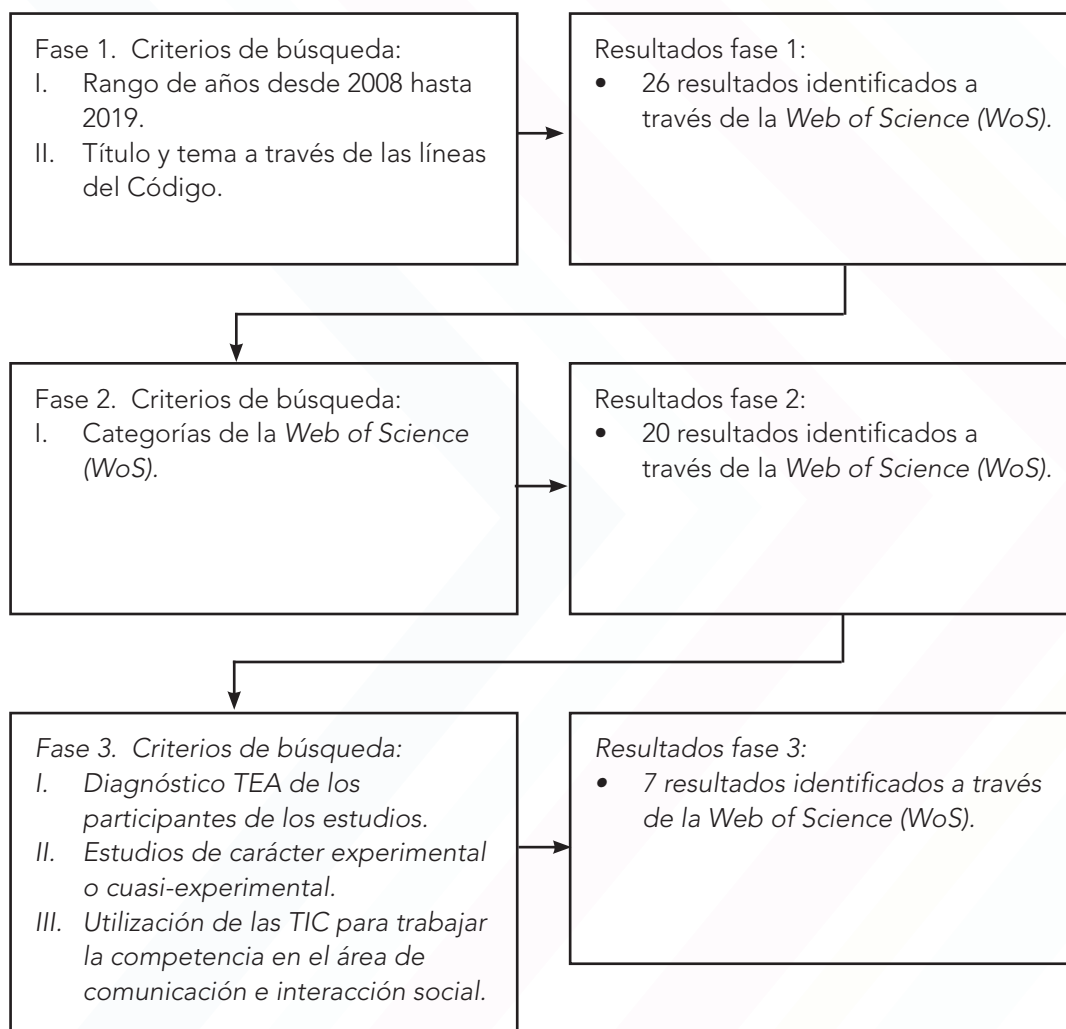 Fase 1. Criterios de búsqueda:
I. Rango de años desde 2008 hasta
2019.
II. Título y tema a través de las líneas
del Código.
Resultados fase 1:
• 26 resultados identificados a
través de la Web of Science (WoS).
Fase 2. Criterios de búsqueda:
I. Categorías de la Web of Science
(WoS).
Resultados fase 2:
• 20 resultados identificados a
través de la Web of Science (WoS).
Fase 3. Criterios de búsqueda:
I. Diagnóstico TEA de los
participantes de los estudios.
II. Estudios de carácter experimental
o cuasi-experimental.
III. Utilización de las TIC para trabajar
la competencia en el área de
comunicación e interacción social.
Resultados fase 3:
• 7 resultados identificados a través
de la Web of Science (WoS).